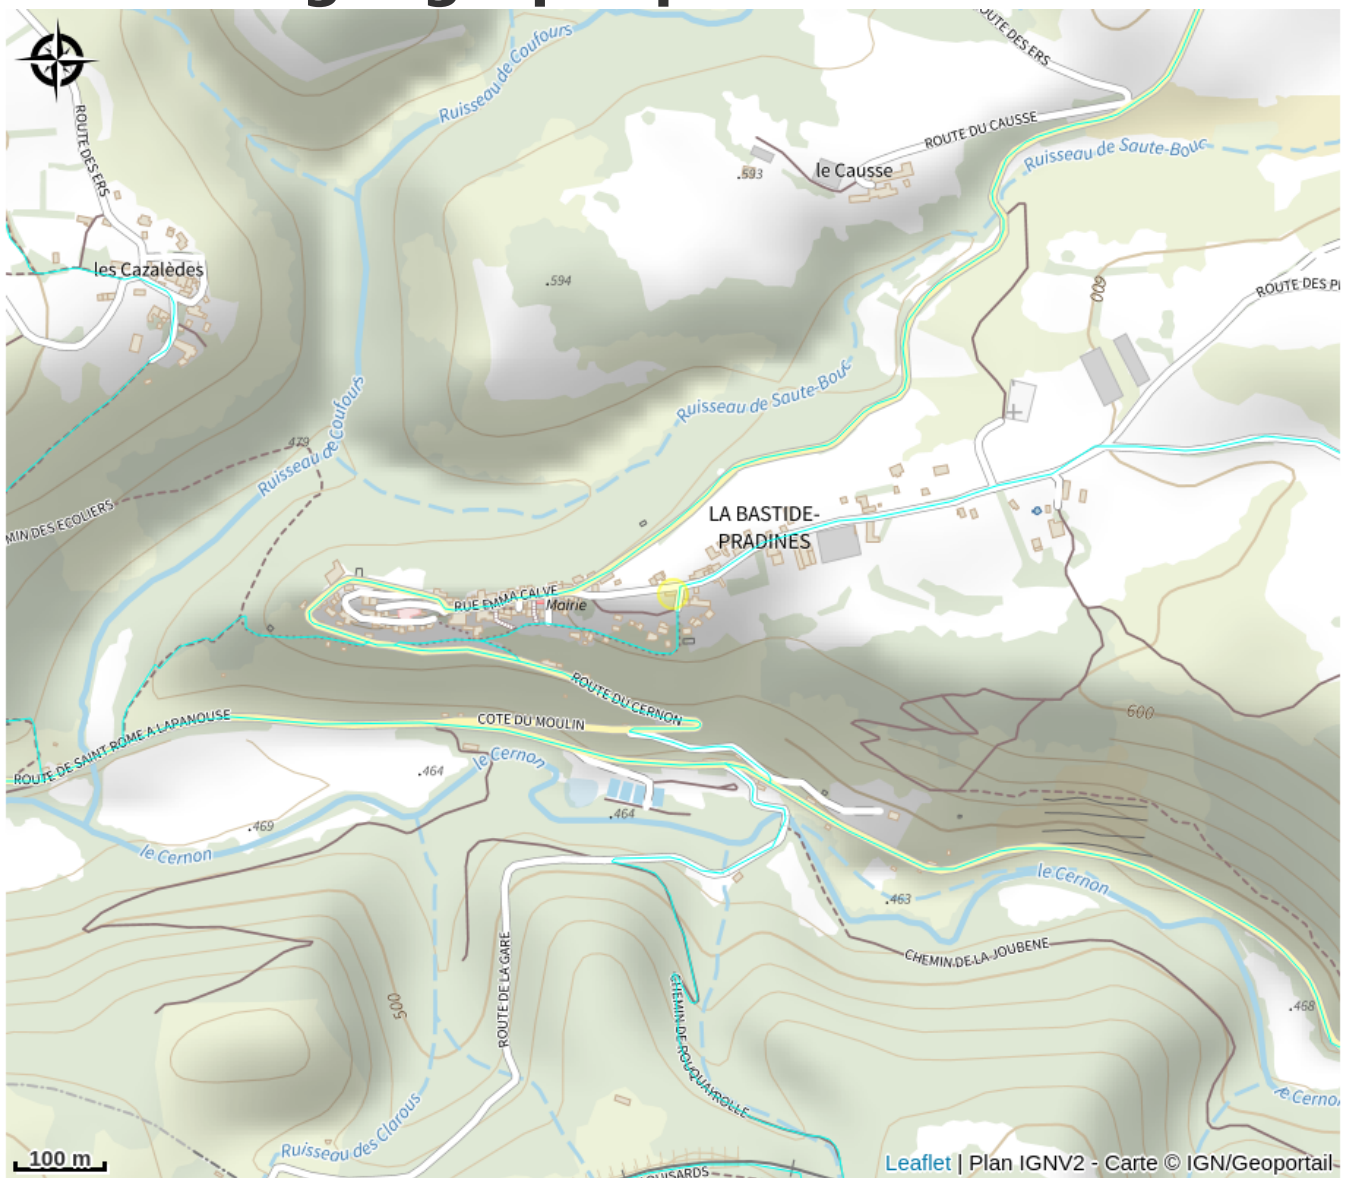 ROUTE DES ERS
Ruisseau de Coufours
ROUTE DES ERS
ROUTE DU CAUSSE
Ruisseau de Saute-Bouc
.593
le Causse
les Cazalèdes
.594
600
ROUTE DES P
Ruisseau de Saute-Bouc
Ruisseau de Coufours
479
MIN DES ECOLIERS
LA BASTIDE-
PRADINES
RUE EMMA CALVE
Mairie
ROUTE DU CERNON
COTE DU MOULIN
600
ROUTE DE SAINT ROME A LAPANOUSE
le Cernon
.464
.464
.469
le Cernon
le Cernon
.463
CHEMIN DE LA JOUBENE
ROUTE DE LA GARE
500
CHEMIN DE ROUQUAYROLLE
.468
le Cerno
Ruisseau des Clarous
100 m
OUISARDS
Leaflet | Plan IGNV2 - Carte © IGN/Geoportail